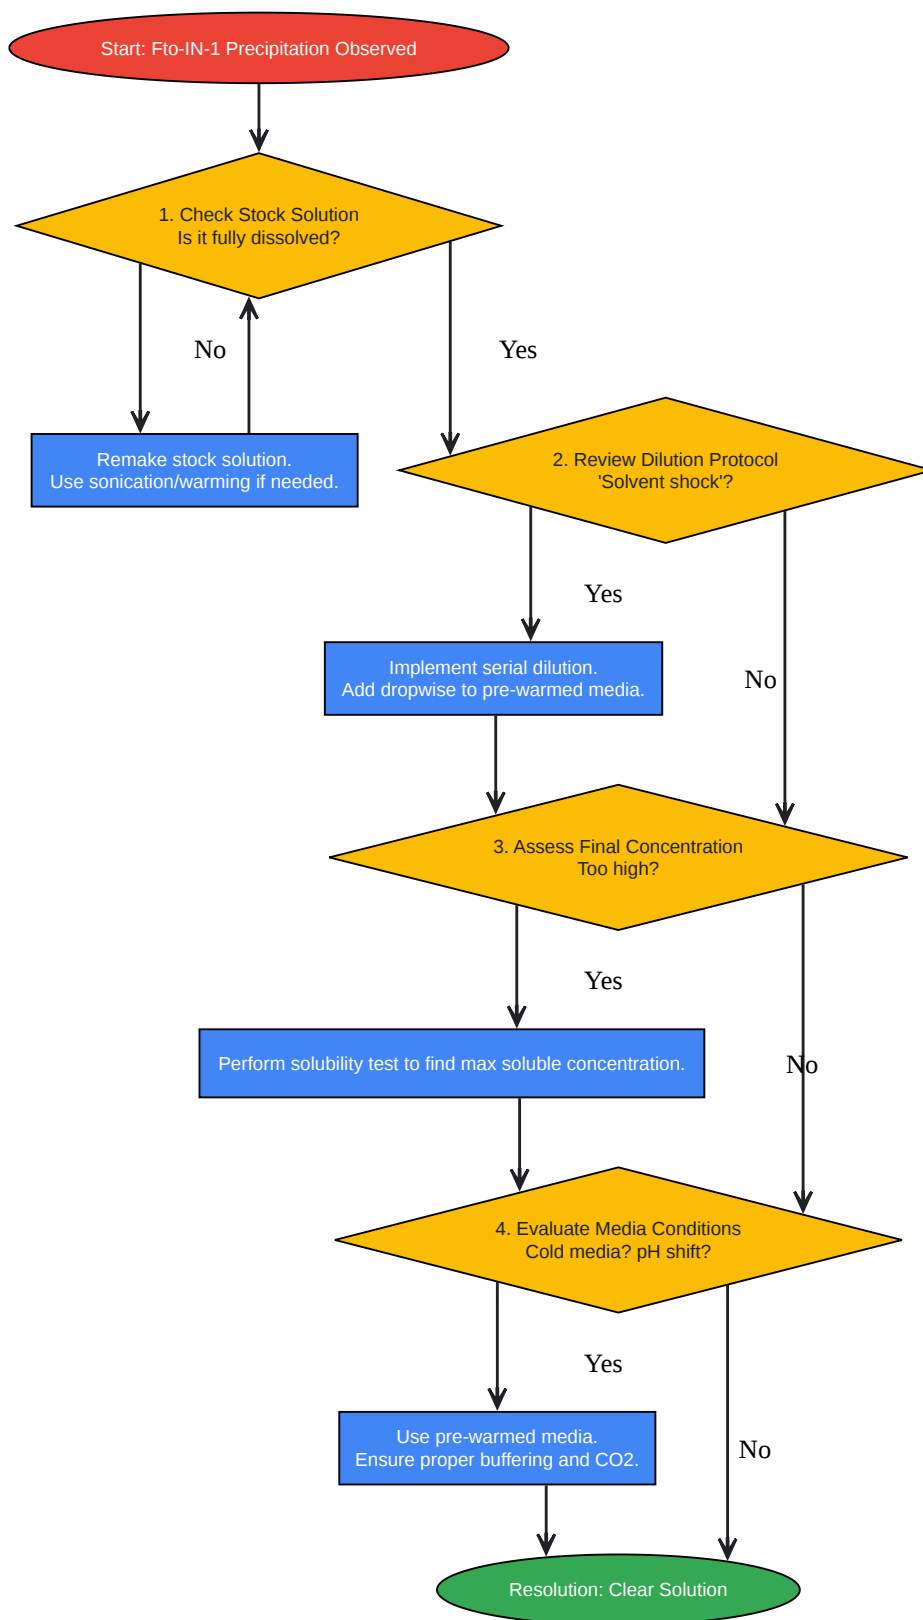 Start: Fto-IN-1 Precipitation Observed
1. Check Stock Solution
Is it fully dissolved?
No
Yes
Remake stock solution.
Use sonication/warming if needed.
2. Review Dilution Protocol
'Solvent shock'?
Yes
No
Implement serial dilution.
Add dropwise to pre-warmed media.
3. Assess Final Concentration
Too high?
Yes
No
Perform solubility test to find max soluble concentration.
4. Evaluate Media Conditions
Cold media? pH shift?
Yes
No
Use pre-warmed media.
Ensure proper buffering and CO2.
Resolution: Clear Solution